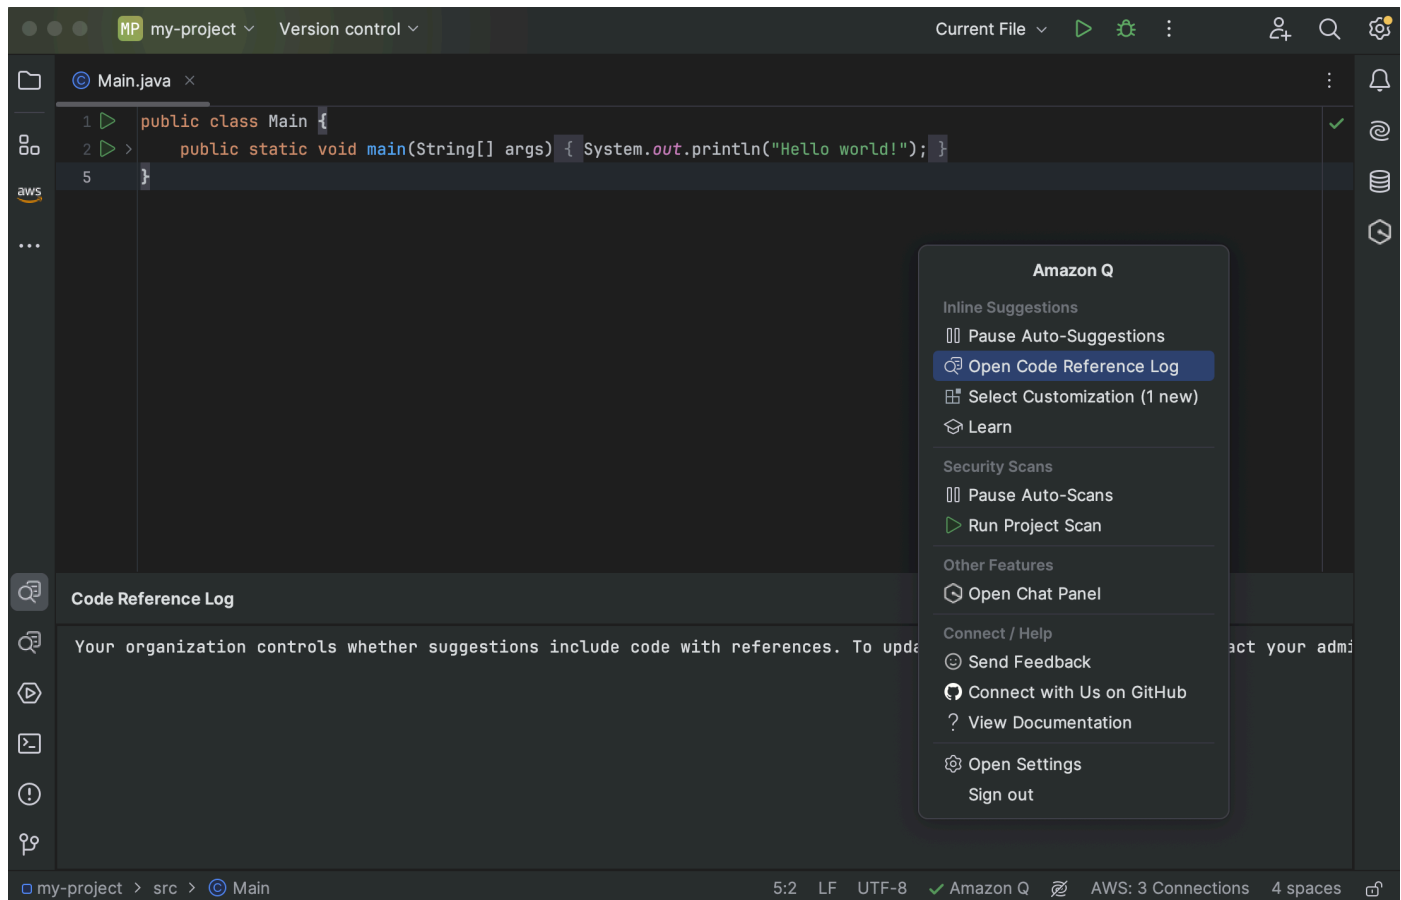 MP my-project Version control Current File
Main.java
1 public class Main {
2 public static void main(String[] args) { System.out.println("Hello world!"); }
5 }
aws
Amazon Q
Inline Suggestions
Pause Auto-Suggestions
Open Code Reference Log
Select Customization (1 new)
Learn
Security Scans
Pause Auto-Scans
Run Project Scan
Other Features
Open Chat Panel
Connect / Help
Send Feedback
Connect with Us on GitHub
View Documentation
Open Settings
Sign out
Code Reference Log
Your organization controls whether suggestions include code with references. To upda act your admi
my-project > src > Main 5:2 LF UTF-8 Amazon Q AWS: 3 Connections 4 spaces